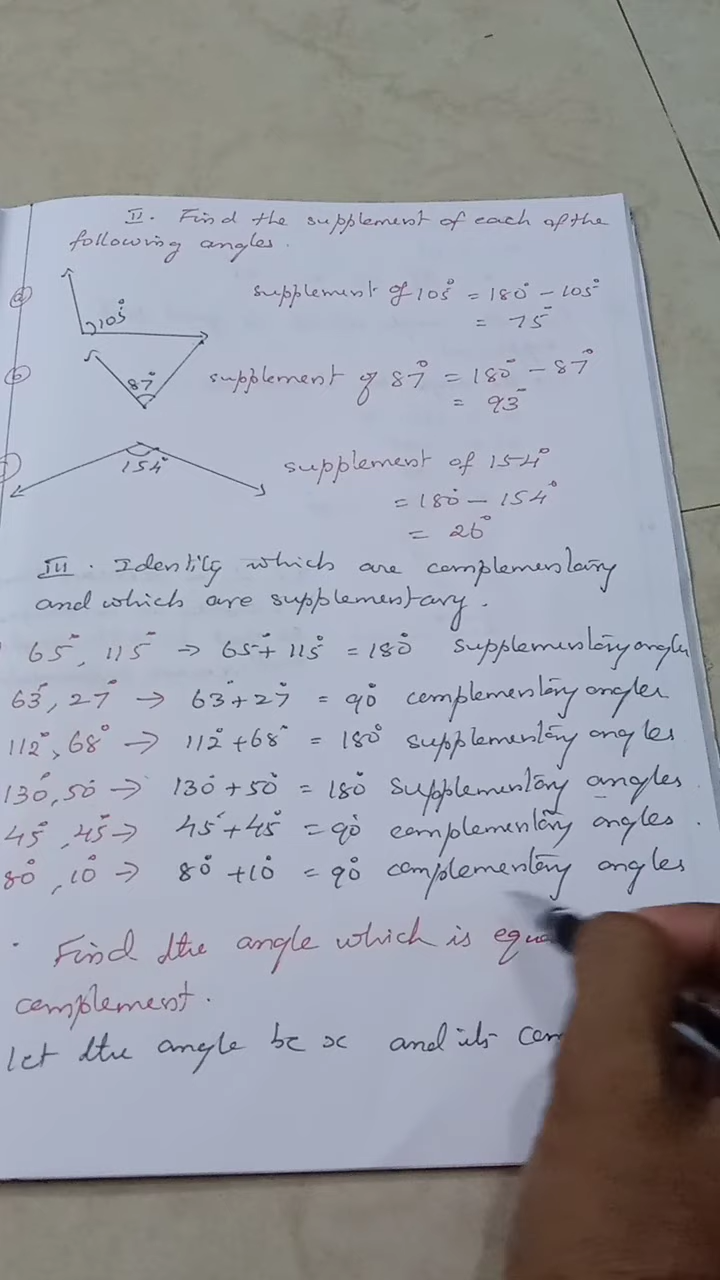 II. Find the supplement of each of the
following angles.
a
105°
supplement of 105° = 180° - 105°
= 75°
b
87°
supplement of 87° = 180° - 87°
= 93°
154°
supplement of 154°
= 180° - 154°
= 26°
III. Identify which are complementary
and which are supplementary.
65°, 115° → 65° + 115° = 180° supplementary angle
63°, 27° → 63° + 27° = 90° complementary angles
112°, 68° → 112° + 68° = 180° supplementary angles
130°, 50° → 130° + 50° = 180° supplementary angles
45°, 45° → 45° + 45° = 90° complementary angles.
80°, 10° → 80° + 10° = 90° complementary angles
Find the angle which is equ
complement.
let the angle be x and its com